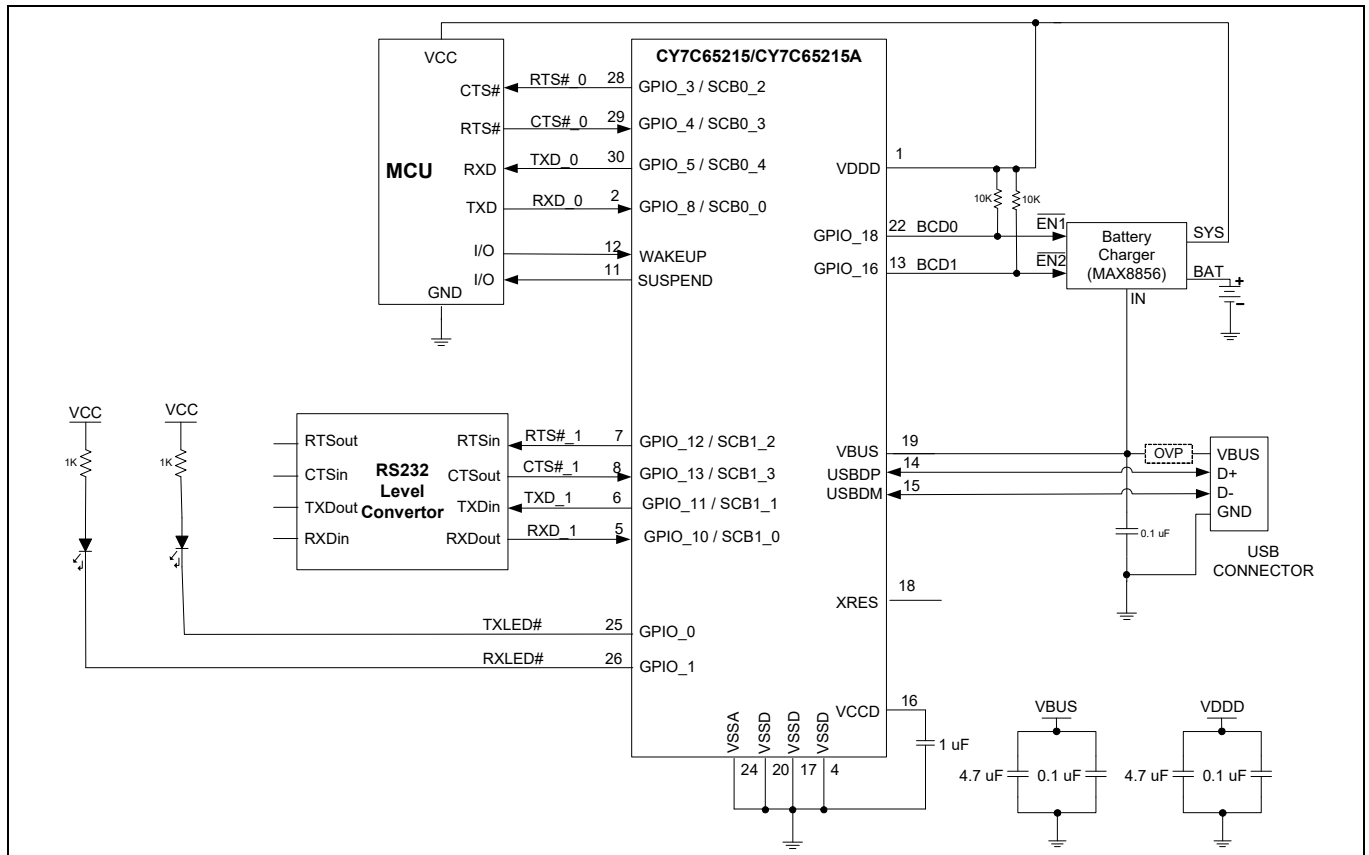 CY7C65215/CY7C65215A
VCC
CTS#
RTS#
MCU
RXD
TXD
I/O
I/O
GND
RTS#_0
28
GPIO_3 / SCB0_2
CTS#_0
29
GPIO_4 / SCB0_3
TXD_0
30
GPIO_5 / SCB0_4
RXD_0
2
GPIO_8 / SCB0_0
12
WAKEUP
11
SUSPEND
1
VDDD
10K
10K
GPIO_18
22
BCD0
EN1
GPIO_16
13
BCD1
EN2
Battery
Charger
(MAX8856)
SYS
BAT
+
-
IN
VCC
VCC
1K
1K
RTSout
CTSin
TXDout
RXDin
RS232
Level
Convertor
RTSin
CTSout
TXDin
RXDout
RTS#_1
7
GPIO_12 / SCB1_2
CTS#_1
8
GPIO_13 / SCB1_3
TXD_1
6
GPIO_11 / SCB1_1
RXD_1
5
GPIO_10 / SCB1_0
VBUS
19
OVP
VBUS
USBDP
14
D+
USBDM
15
D-
GND
0.1 uF
USB
CONNECTOR
XRES
18
TXLED#
25
GPIO_0
RXLED#
26
GPIO_1
VCCD
16
1 uF
VSSA
VSSD
VSSD
VSSD
24
20
17
4
VBUS
4.7 uF
0.1 uF
VDDD
4.7 uF
0.1 uF